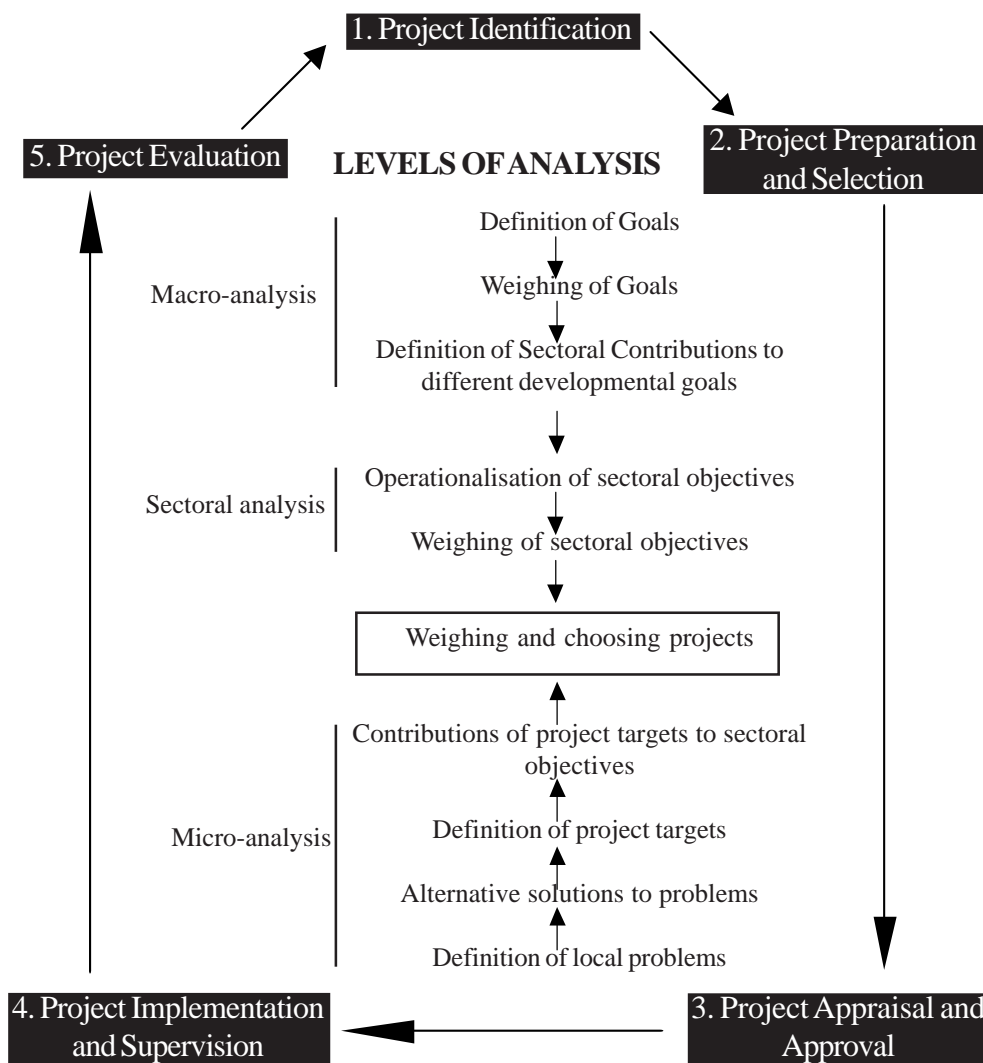 1. Project Identification
5. Project Evaluation
2. Project Preparation
and Selection
LEVELS OF ANALYSIS
Definition of Goals
Weighing of Goals
Macro-analysis
Definition of Sectoral Contributions to
different developmental goals
Operationalisation of sectoral objectives
Sectoral analysis
Weighing of sectoral objectives
Weighing and choosing projects
Contributions of project targets to sectoral
objectives
Definition of project targets
Micro-analysis
Alternative solutions to problems
Definition of local problems
4. Project Implementation
and Supervision
3. Project Appraisal and
Approval